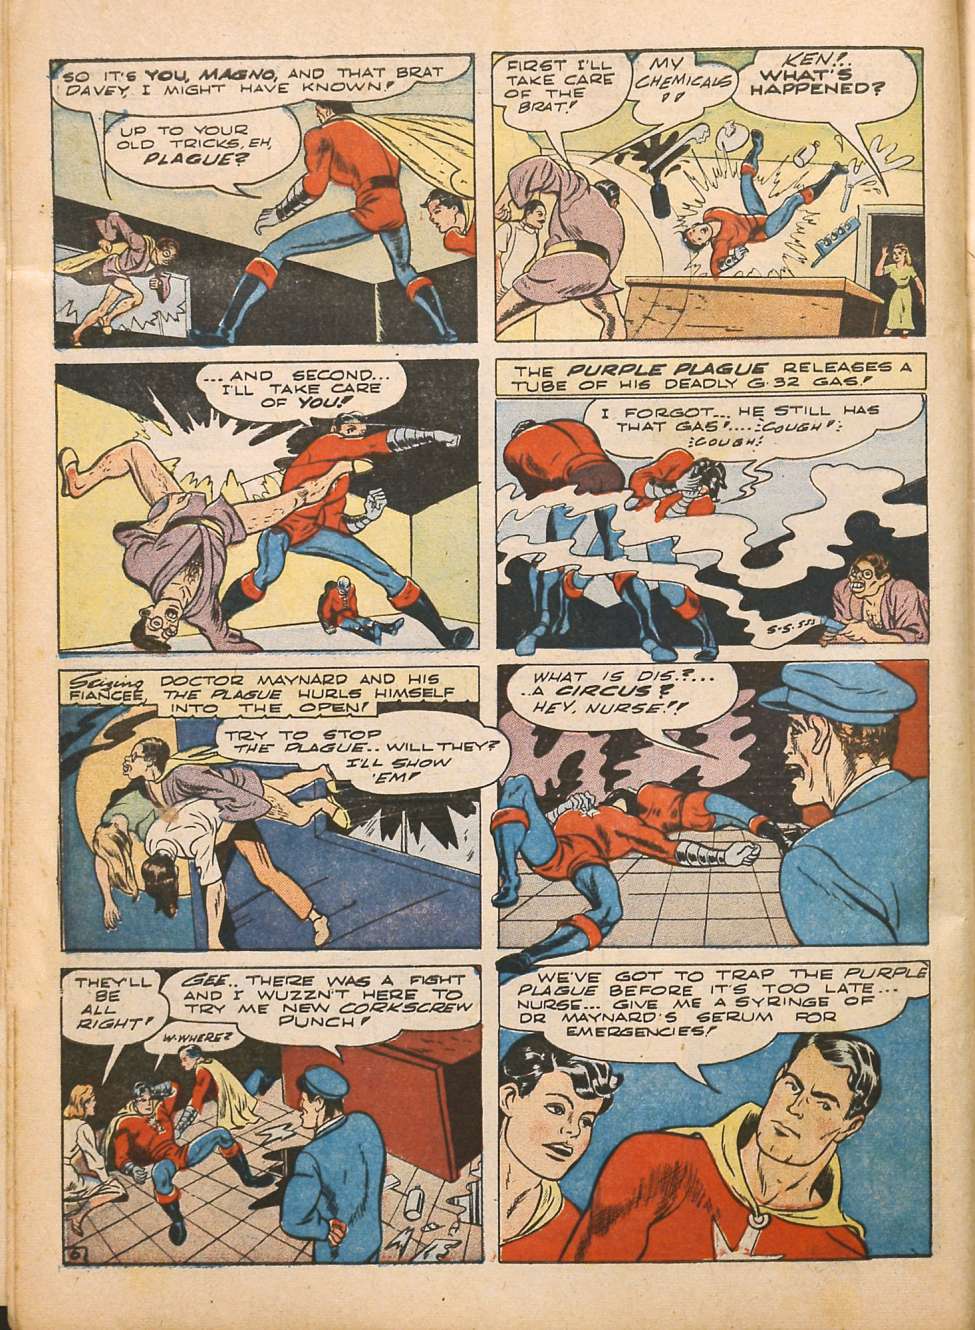 SO IT'S YOU, MAGNO, AND THAT BRAT
DAVEY, I MIGHT HAVE KNOWN!
UP TO YOUR
OLD TRICKS, EH,
PLAGUE?
FIRST I'LL
TAKE CARE
OF THE
BRAT!
MY
CHEMICALS
!!
KEN!..
WHAT'S
HAPPENED?
...AND SECOND...
I'LL TAKE CARE
OF YOU!
THE PURPLE PLAGUE RELEASES A
TUBE OF HIS DEADLY G-32 GAS!
I FORGOT... HE STILL HAS
THAT GAS!....COUGH!
COUGH!
S-S-SSS
Seizing DOCTOR MAYNARD AND HIS
FIANCEE, THE PLAGUE HURLS HIMSELF
INTO THE OPEN!
TRY TO STOP
THE PLAGUE.. WILL THEY?
I'LL SHOW
'EM!
WHAT IS DIS.?...
..A CIRCUS?
HEY, NURSE!!
THEY'LL
BE
ALL
RIGHT!
W-WHERE?
GEE.. THERE WAS A FIGHT
AND I WUZZN'T HERE TO
TRY ME NEW CORKSCREW
PUNCH!
6
WE'VE GOT TO TRAP THE PURPLE
PLAGUE BEFORE IT'S TOO LATE...
NURSE... GIVE ME A SYRINGE OF
DR MAYNARD'S SERUM FOR
EMERGENCIES!